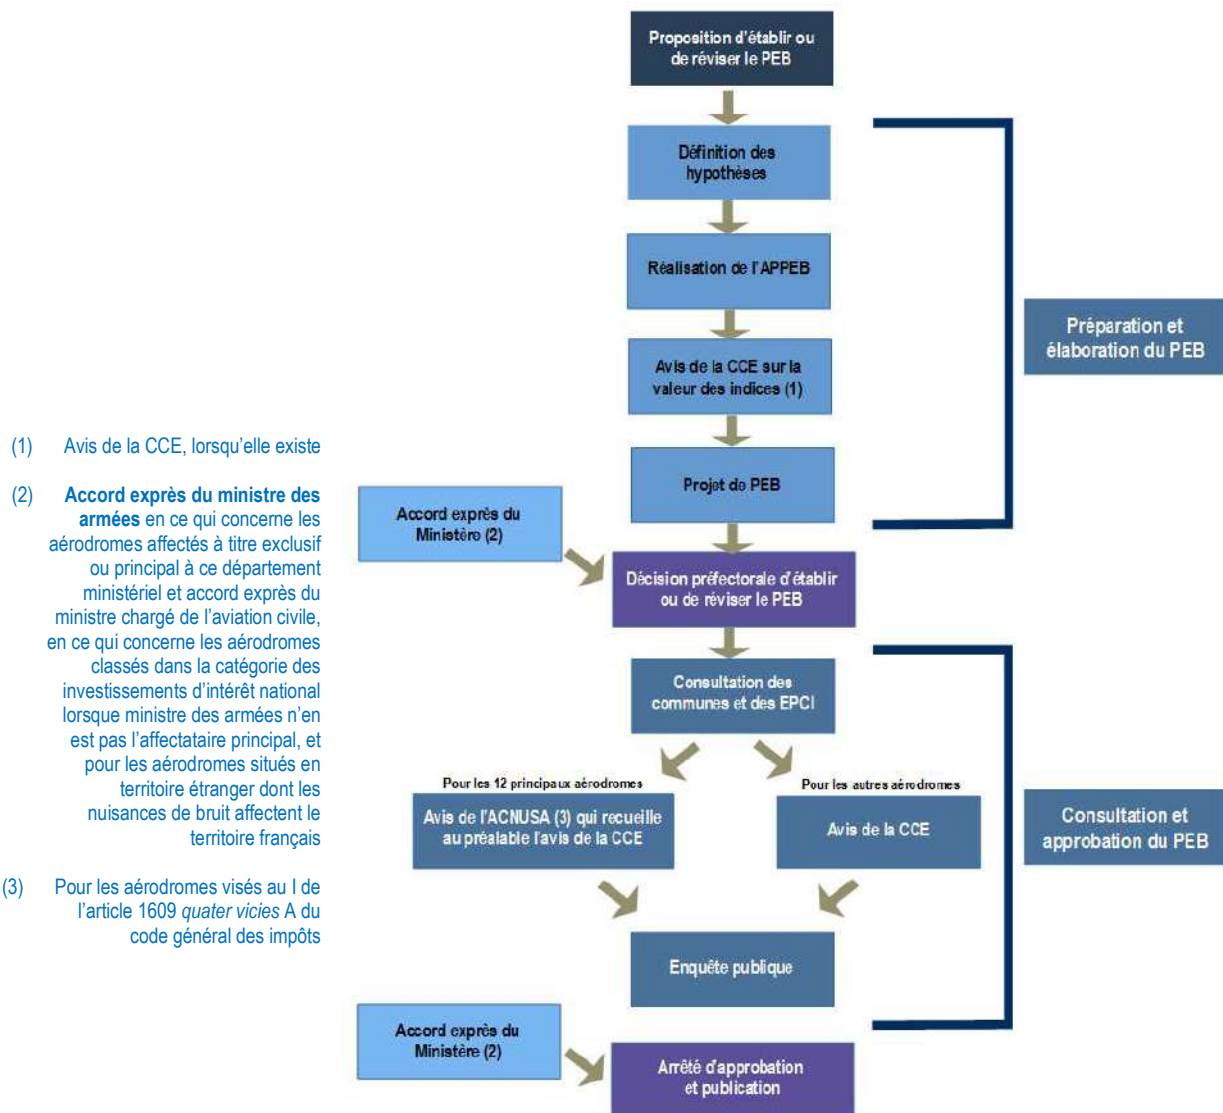 Proposition d'établir ou
de réviser le PEB
Définition des
hypothèses
Réalisation de l'APPEB
Avis de la CCE sur la
valeur des indices (1)
Projet de PEB
Préparation et
élaboration du PEB
(1) Avis de la CCE, lorsqu'elle existe
(2) Accord exprès du ministre des
armées en ce qui concerne les
aérodromes affectés à titre exclusif
ou principal à ce département
ministériel et accord exprès du
ministre chargé de l'aviation civile,
en ce qui concerne les aérodromes
classés dans la catégorie des
investissements d'intérêt national
lorsque ministre des armées n'en
est pas l'affectataire principal, et
pour les aérodromes situés en
territoire étranger dont les
nuisances de bruit affectent le
territoire français
(3) Pour les aérodromes visés au I de
l'article 1609 quater vicies A du
code général des impôts
Accord exprès du
Ministère (2)
Décision préfectorale d'établir
ou de réviser le PEB
Consultation des
communes et des EPCI
Pour les 12 principaux aérodromes
Avis de l'ACNUSA (3) qui recueille
au préalable l'avis de la CCE
Pour les autres aérodromes
Avis de la CCE
Consultation et
approbation du PEB
Enquête publique
Accord exprès du
Ministère (2)
Arrêté d'approbation
et publication